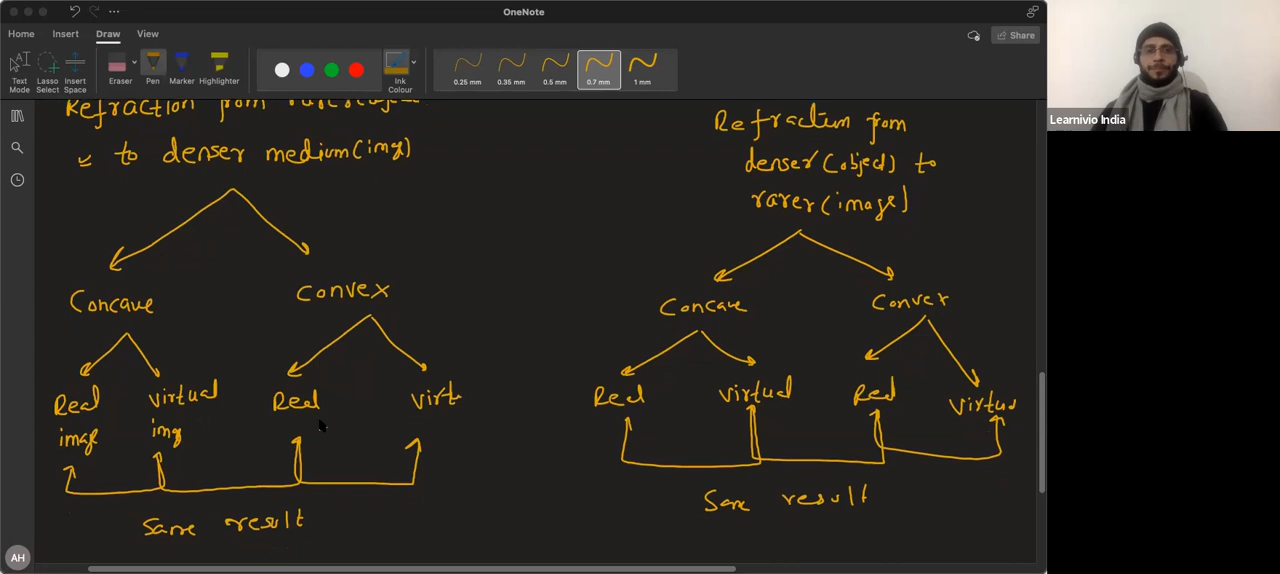 OneNote
Home Insert Draw View
Share
Text Mode
Lasso Select
Insert Space
Eraser
Pen
Marker
Highlighter
Ink Colour
0.25 mm
0.35 mm
0.5 mm
0.7 mm
1 mm
Learnivio India
Refraction from
to denser medium(img)
Concave
Convex
Real image
virtual img
Real
virt
Same result
Refraction from
denser(object) to
rarer(image)
Concave
Convex
Real
virtual
Real
virtual
Same result
AH